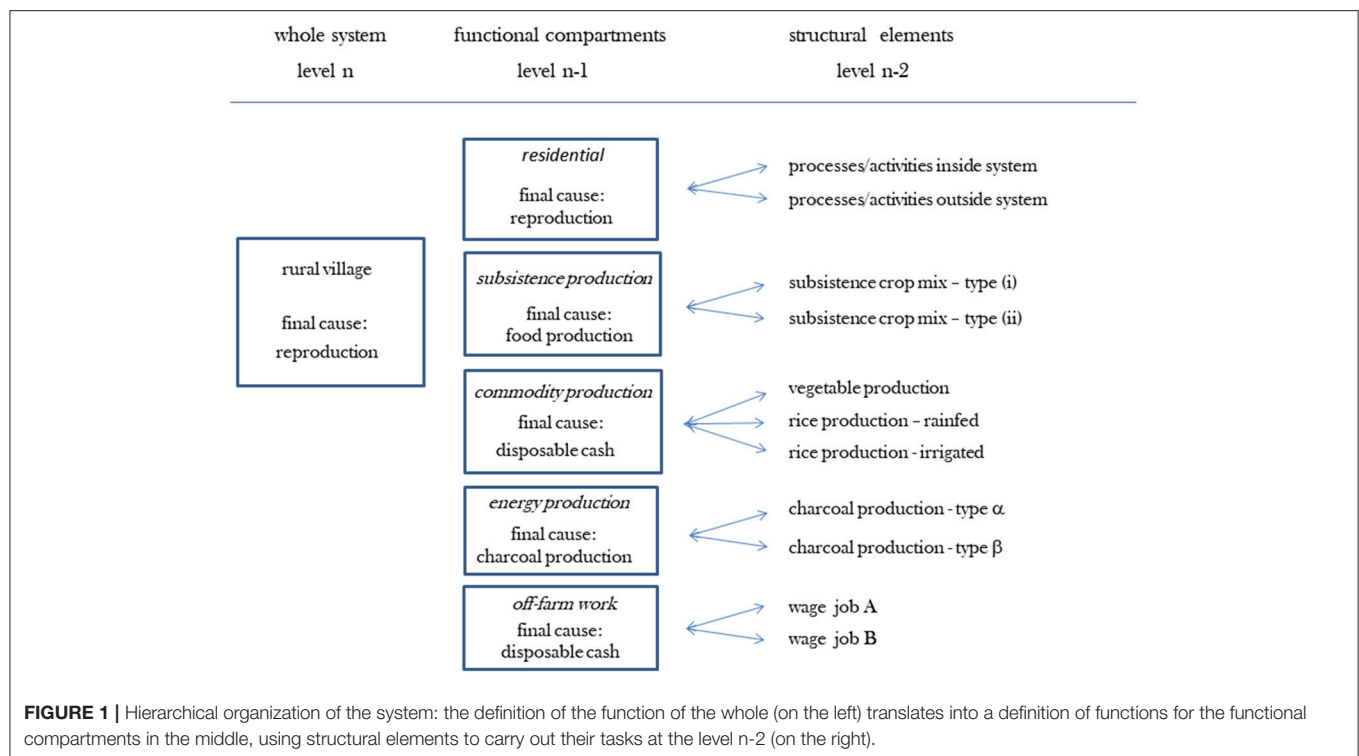 whole system functional compartments structural elements
level n level n-1 level n-2
residential
final cause:
reproduction
processes/activities inside system
processes/activities outside system
rural village
final cause:
reproduction
subsistence production
final cause:
food production
subsistence crop mix – type (i)
subsistence crop mix – type (ii)
commodity production
final cause:
disposable cash
vegetable production
rice production – rainfed
rice production - irrigated
energy production
final cause:
charcoal production
charcoal production - type α
charcoal production - type β
off-farm work
final cause:
disposable cash
wage job A
wage job B
FIGURE 1 | Hierarchical organization of the system: the definition of the function of the whole (on the left) translates into a definition of functions for the functional
compartments in the middle, using structural elements to carry out their tasks at the level n-2 (on the right).